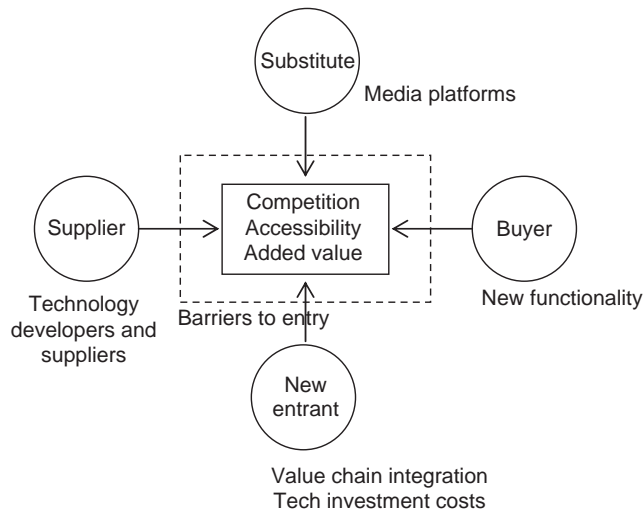 Substitute
Media platforms
Competition
Accessibility
Added value
Supplier
Buyer
Technology
developers and
suppliers
New functionality
Barriers to entry
New
entrant
Value chain integration
Tech investment costs